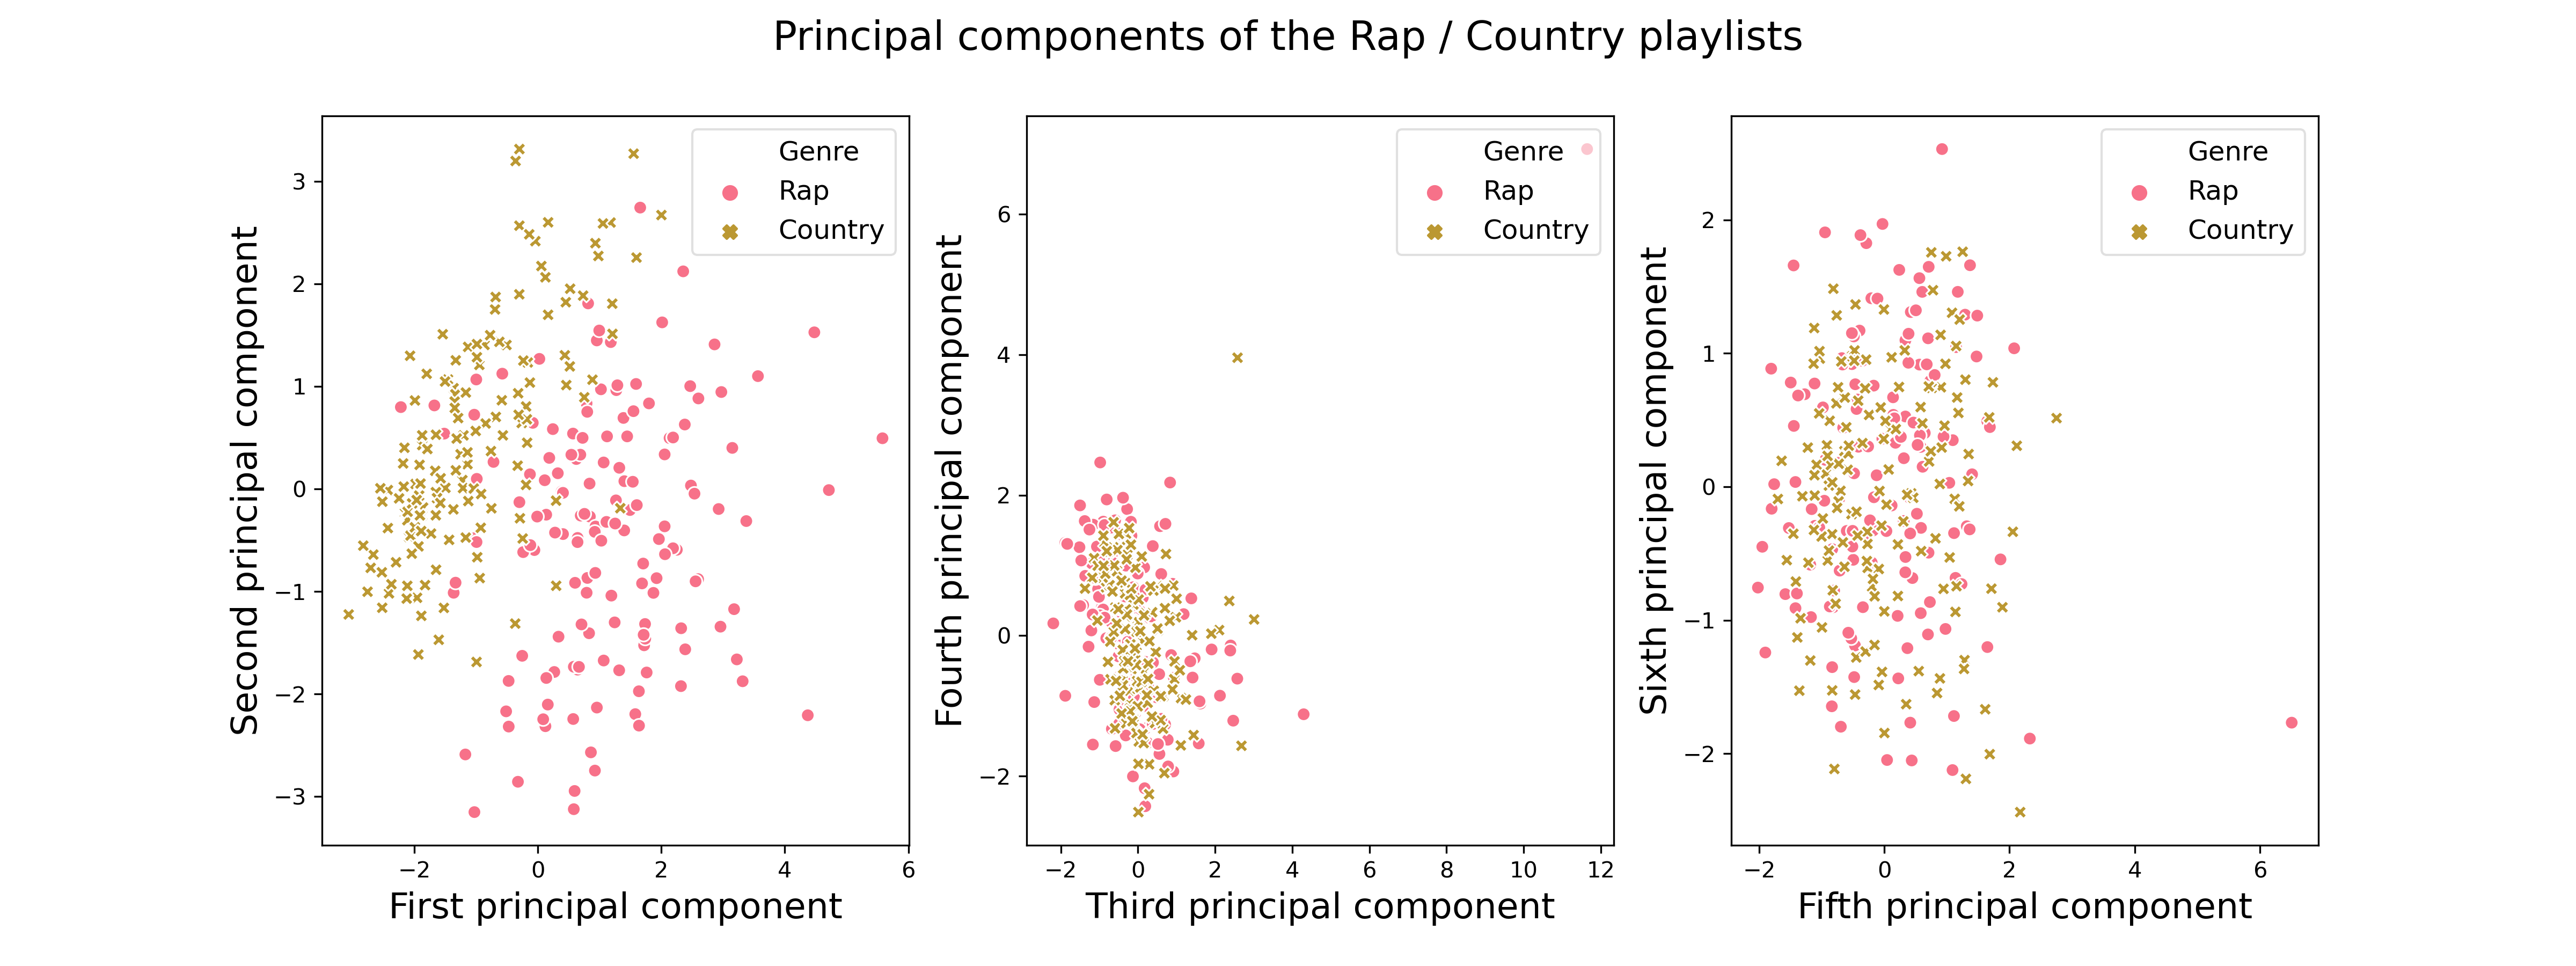 Principal components of the Rap / Country playlists
Second principal component
3
2
1
0
−1
−2
−3
Genre
Rap
Country
−2
0
2
4
6
First principal component
Fourth principal component
6
4
2
0
−2
Genre
Rap
Country
−2
0
2
4
6
8
10
12
Third principal component
Sixth principal component
2
1
0
−1
−2
Genre
Rap
Country
−2
0
2
4
6
Fifth principal component